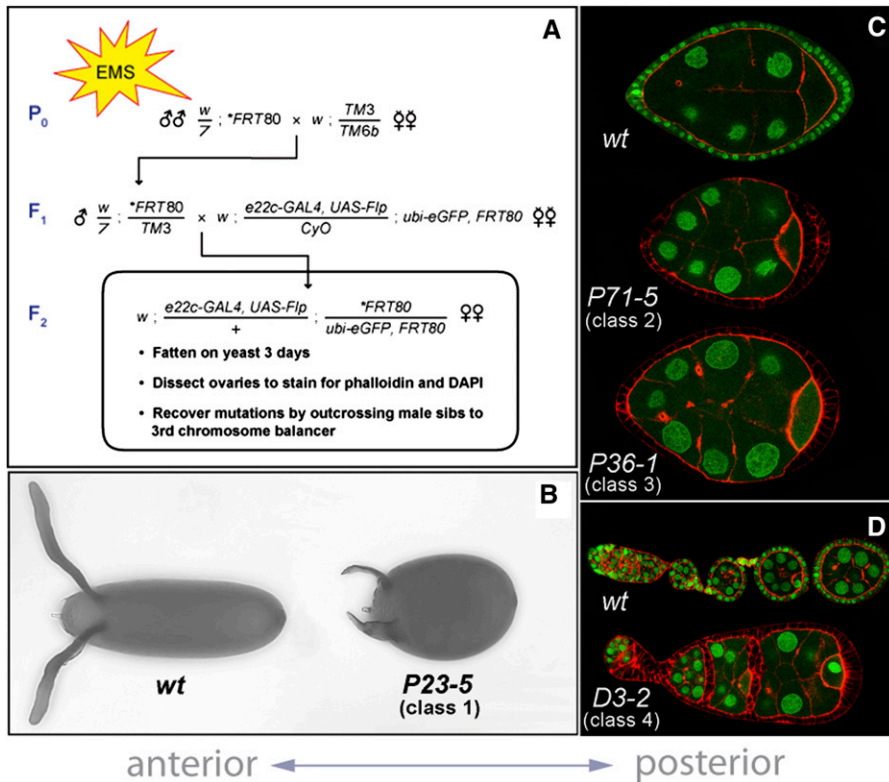 A
EMS
P0 ♂♂ w/7 ; *FRT80 × w ; TM3/TM6b ♀♀
F1 ♂ w/7 ; *FRT80/TM3 × w ; e22c-GAL4, UAS-Flp/CyO ; ubi-eGFP, FRT80 ♀♀
F2 w ; e22c-GAL4, UAS-Flp/+ ; *FRT80/ubi-eGFP, FRT80 ♀♀
• Fatten on yeast 3 days
• Dissect ovaries to stain for phalloidin and DAPI
• Recover mutations by outcrossing male sibs to
3rd chromosome balancer
B
wt
P23-5
(class 1)
C
wt
P71-5
(class 2)
P36-1
(class 3)
D
wt
D3-2
(class 4)
anterior posterior